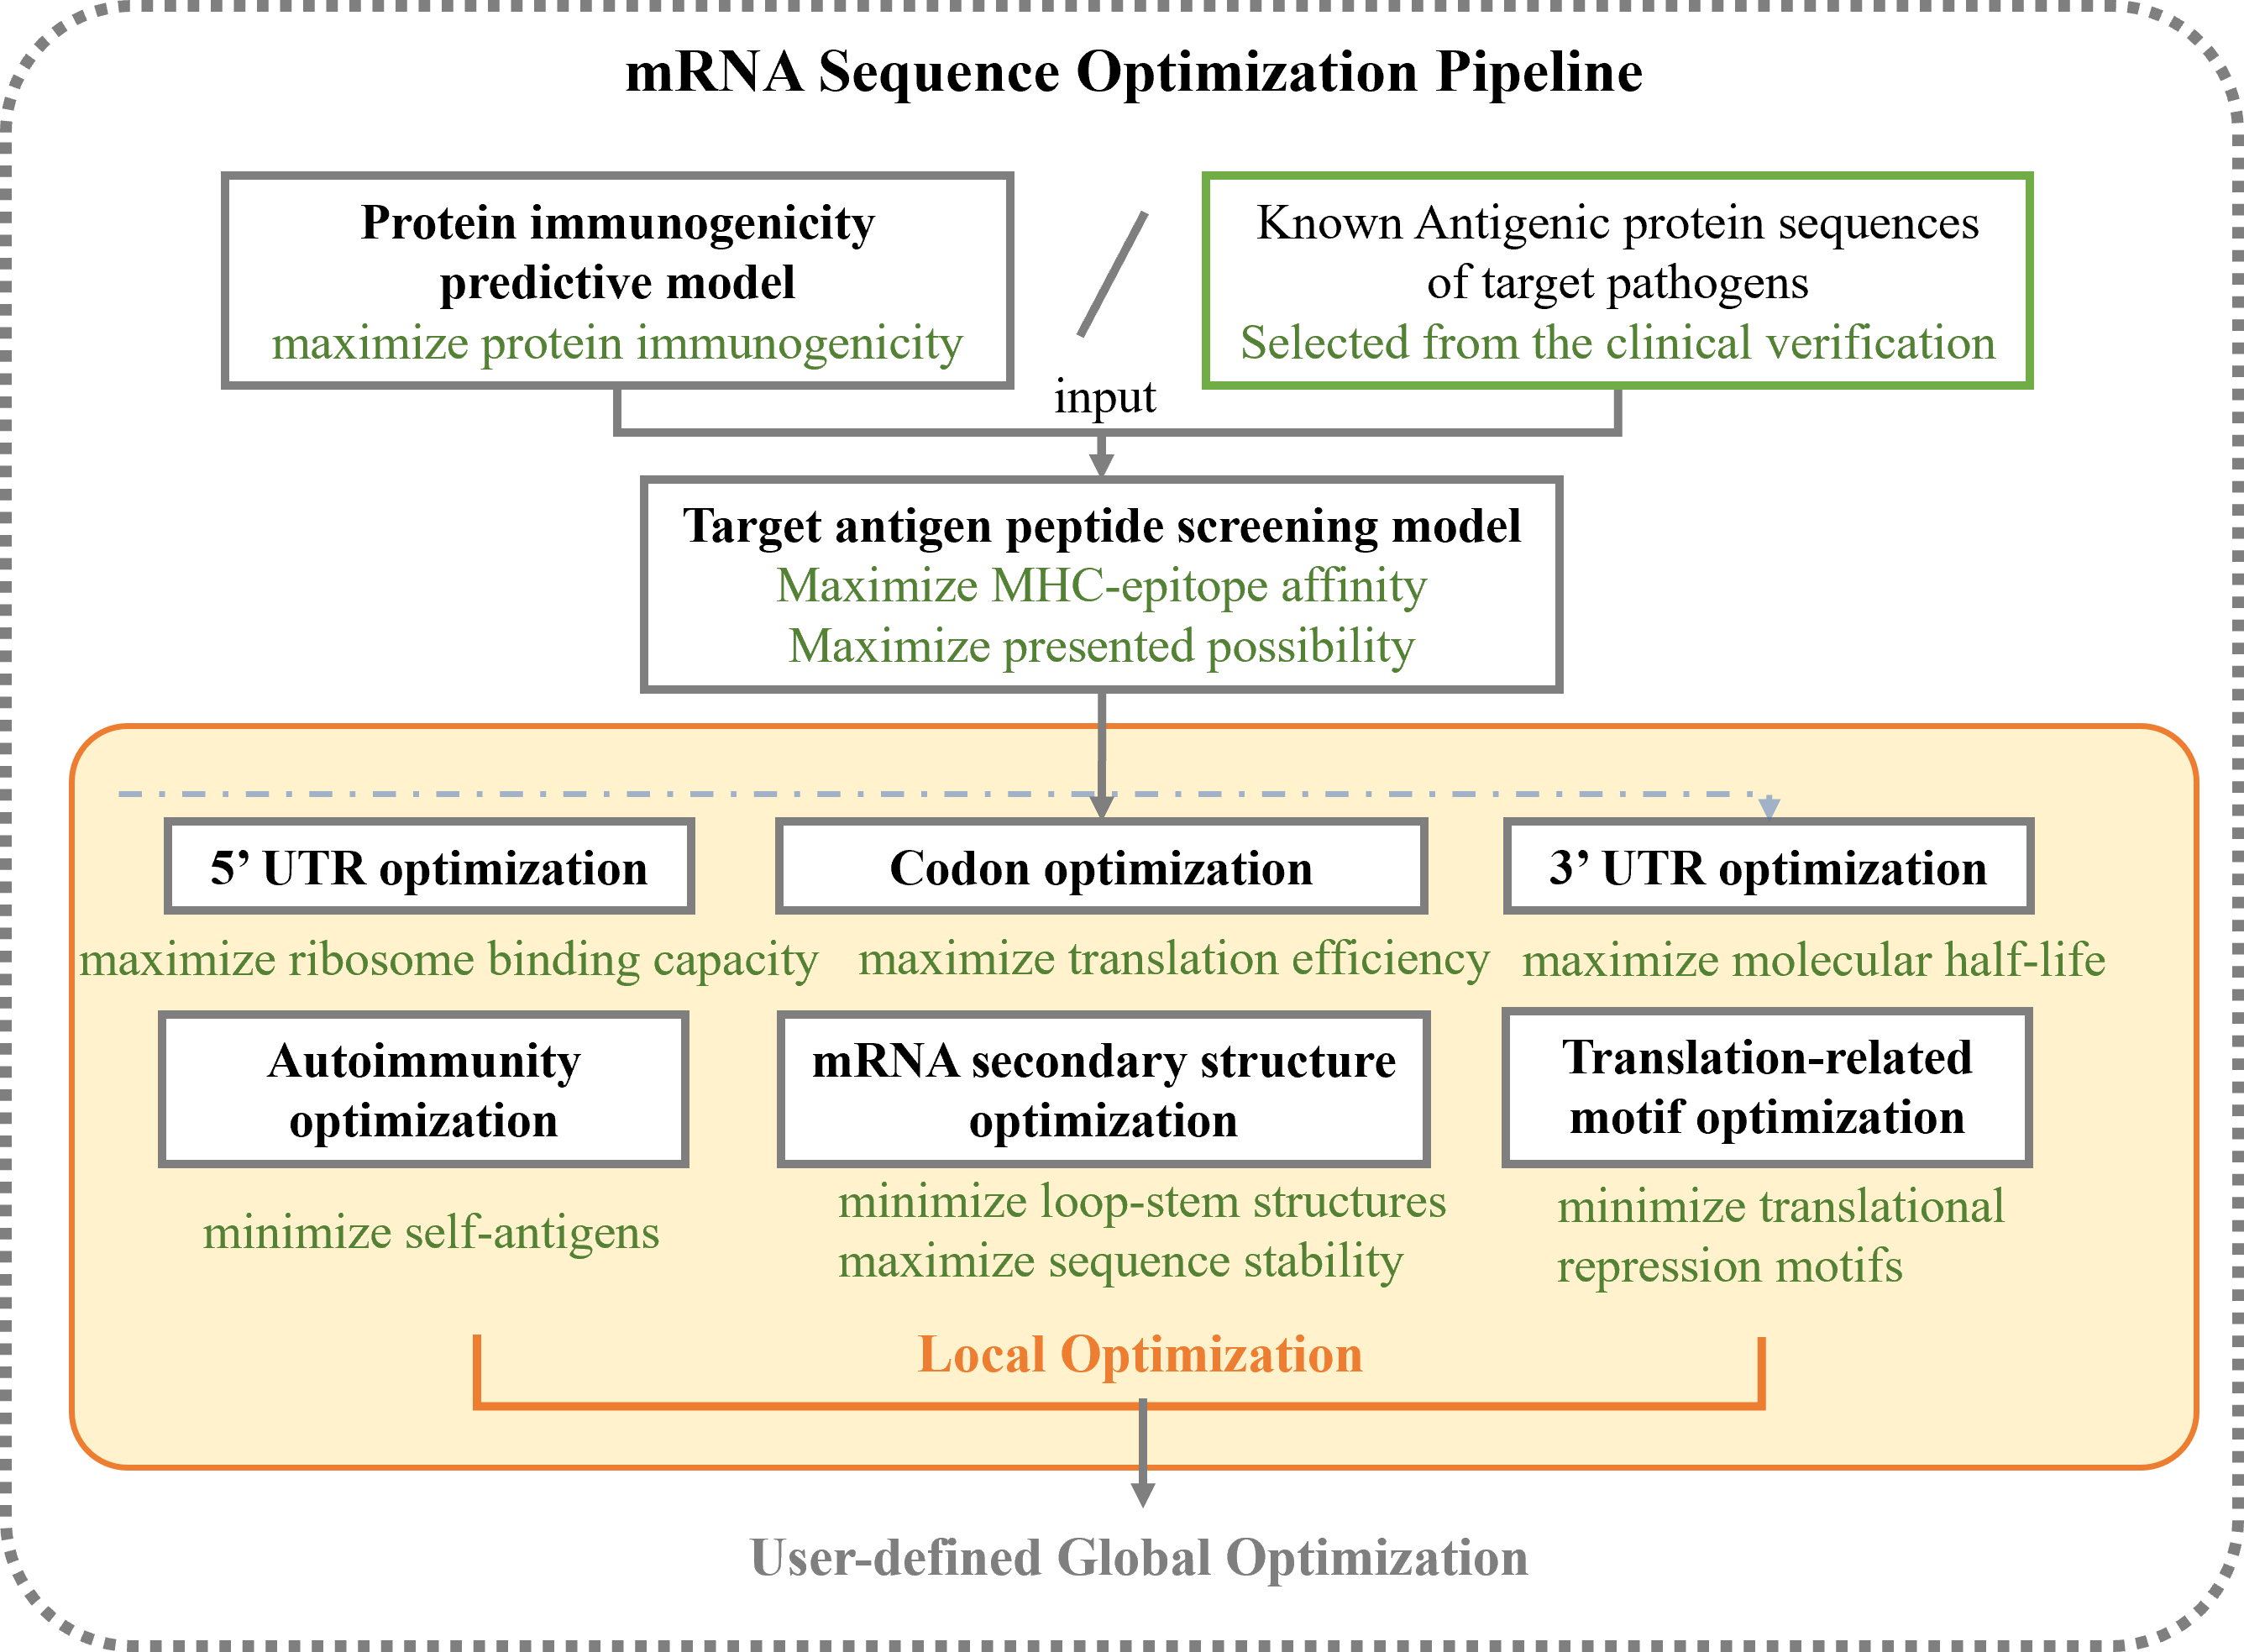 mRNA Sequence Optimization Pipeline
Protein immunogenicity
predictive model
maximize protein immunogenicity
Known Antigenic protein sequences
of target pathogens
Selected from the clinical verification
input
Target antigen peptide screening model
Maximize MHC-epitope affinity
Maximize presented possibility
5’ UTR optimization
maximize ribosome binding capacity
Codon optimization
maximize translation efficiency
3’ UTR optimization
maximize molecular half-life
Autoimmunity
optimization
minimize self-antigens
mRNA secondary structure
optimization
minimize loop-stem structures
maximize sequence stability
Translation-related
motif optimization
minimize translational
repression motifs
Local Optimization
User-defined Global Optimization